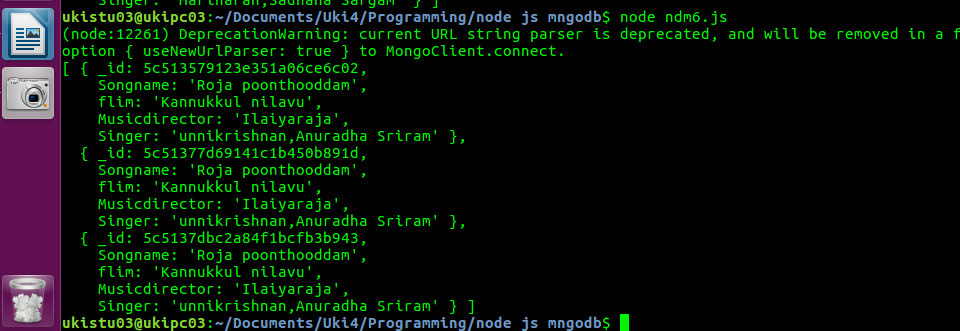 Singer: 'Hariharan,Sadhana Sargam' } ]
ukistu03@ukipc03:~/Documents/Uki4/Programming/node js mngodb$ node ndm6.js
(node:12261) DeprecationWarning: current URL string parser is deprecated, and will be removed in a f
option { useNewUrlParser: true } to MongoClient.connect.
[ { _id: 5c513579123e351a06ce6c02,
Songname: 'Roja poonthooddam',
flim: 'Kannukkul nilavu',
Musicdirector: 'Ilaiyaraja',
Singer: 'unnikrishnan,Anuradha Sriram' },
{ _id: 5c51377d69141c1b450b891d,
Songname: 'Roja poonthooddam',
flim: 'Kannukkul nilavu',
Musicdirector: 'Ilaiyaraja',
Singer: 'unnikrishnan,Anuradha Sriram' },
{ _id: 5c5137dbc2a84f1bcfb3b943,
Songname: 'Roja poonthooddam',
flim: 'Kannukkul nilavu',
Musicdirector: 'Ilaiyaraja',
Singer: 'unnikrishnan,Anuradha Sriram' } ]
ukistu03@ukipc03:~/Documents/Uki4/Programming/node js mngodb$